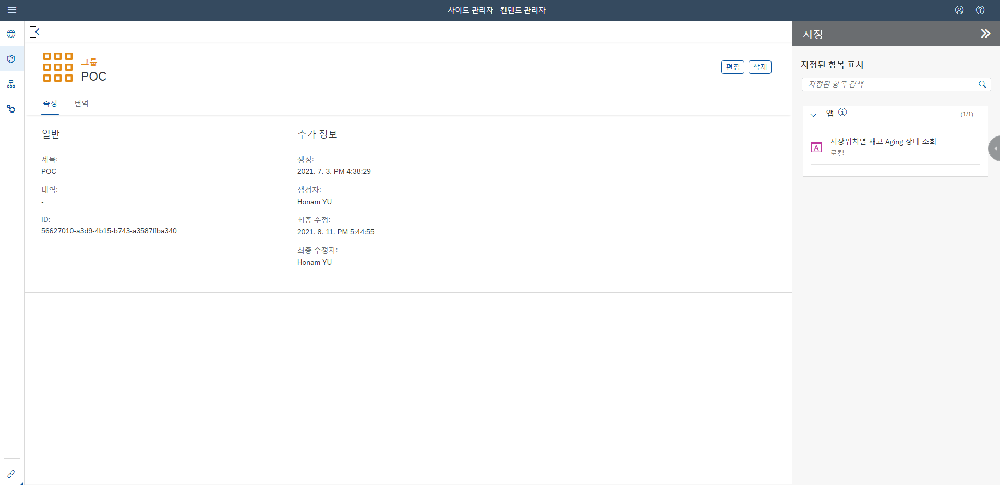 사이트 관리자 - 컨텐트 관리자
그룹
POC
편집
삭제
속성
번역
일반
제목:
POC
내역:
-
ID:
56627010-a3d9-4b15-b743-a3587ffba340
추가 정보
생성:
2021. 7. 3. PM 4:38:29
생성자:
Honam YU
최종 수정:
2021. 8. 11. PM 5:44:55
최종 수정자:
Honam YU
지정
지정된 항목 표시
지정된 항목 검색
앱
(1/1)
A
저장위치별 재고 Aging 상태 조회
로컬